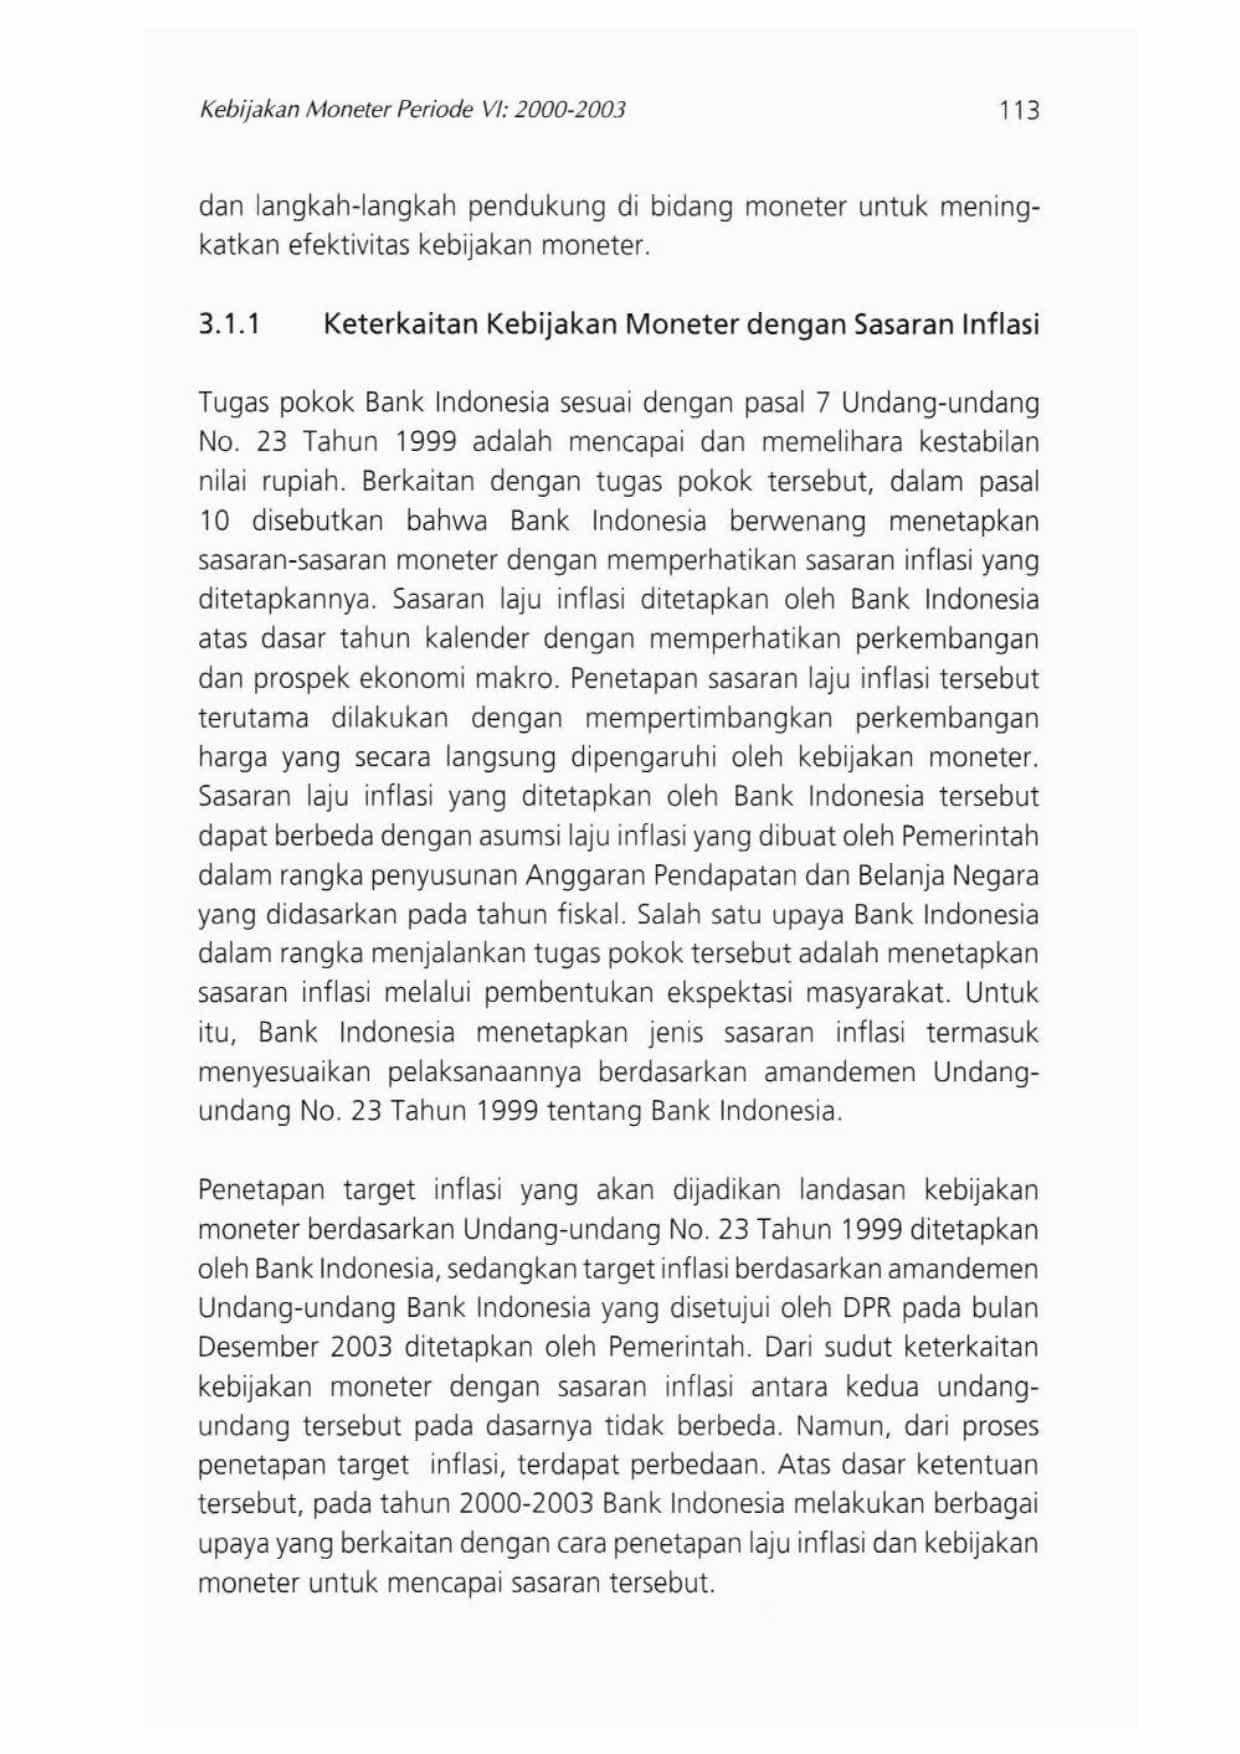 Kebijakan Moneter Periode VI: 2000-2003 113
dan langkah-langkah pendukung di bidang moneter untuk mening-
katkan efektivitas kebijakan moneter.
3.1.1 Keterkaitan Kebijakan Moneter dengan Sasaran Inflasi
Tugas pokok Bank Indonesia sesuai dengan pasal 7 Undang-undang
No. 23 Tahun 1999 adalah mencapai dan memelihara kestabilan
nilai rupiah. Berkaitan dengan tugas pokok tersebut, dalam pasal
10 disebutkan bahwa Bank Indonesia berwenang menetapkan
sasaran-sasaran moneter dengan memperhatikan sasaran inflasi yang
ditetapkannya. Sasaran laju inflasi ditetapkan oleh Bank Indonesia
atas dasar tahun kalender dengan memperhatikan perkembangan
dan prospek ekonomi makro. Penetapan sasaran laju inflasi tersebut
terutama dilakukan dengan mempertimbangkan perkembangan
harga yang secara langsung dipengaruhi oleh kebijakan moneter.
Sasaran laju inflasi yang ditetapkan oleh Bank Indonesia tersebut
dapat berbeda dengan asumsi laju inflasi yang dibuat oleh Pemerintah
dalam rangka penyusunan Anggaran Pendapatan dan Belanja Negara
yang didasarkan pada tahun fiskal. Salah satu upaya Bank Indonesia
dalam rangka menjalankan tugas pokok tersebut adalah menetapkan
sasaran inflasi melalui pembentukan ekspektasi masyarakat. Untuk
itu, Bank Indonesia menetapkan jenis sasaran inflasi termasuk
menyesuaikan pelaksanaannya berdasarkan amandemen Undang-
undang No. 23 Tahun 1999 tentang Bank Indonesia.
Penetapan target inflasi yang akan dijadikan landasan kebijakan
moneter berdasarkan Undang-undang No. 23 Tahun 1999 ditetapkan
oleh Bank Indonesia, sedangkan target inflasi berdasarkan amandemen
Undang-undang Bank Indonesia yang disetujui oleh DPR pada bulan
Desember 2003 ditetapkan oleh Pemerintah. Dari sudut keterkaitan
kebijakan moneter dengan sasaran inflasi antara kedua undang-
undang tersebut pada dasarnya tidak berbeda. Namun, dari proses
penetapan target inflasi, terdapat perbedaan. Atas dasar ketentuan
tersebut, pada tahun 2000-2003 Bank Indonesia melakukan berbagai
upaya yang berkaitan dengan cara penetapan laju inflasi dan kebijakan
moneter untuk mencapai sasaran tersebut.